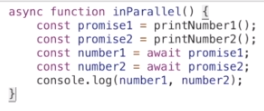 async function inParallel() {
    const promise1 = printNumber1();
    const promise2 = printNumber2();
    const number1 = await promise1;
    const number2 = await promise2;
    console.log(number1, number2);
}